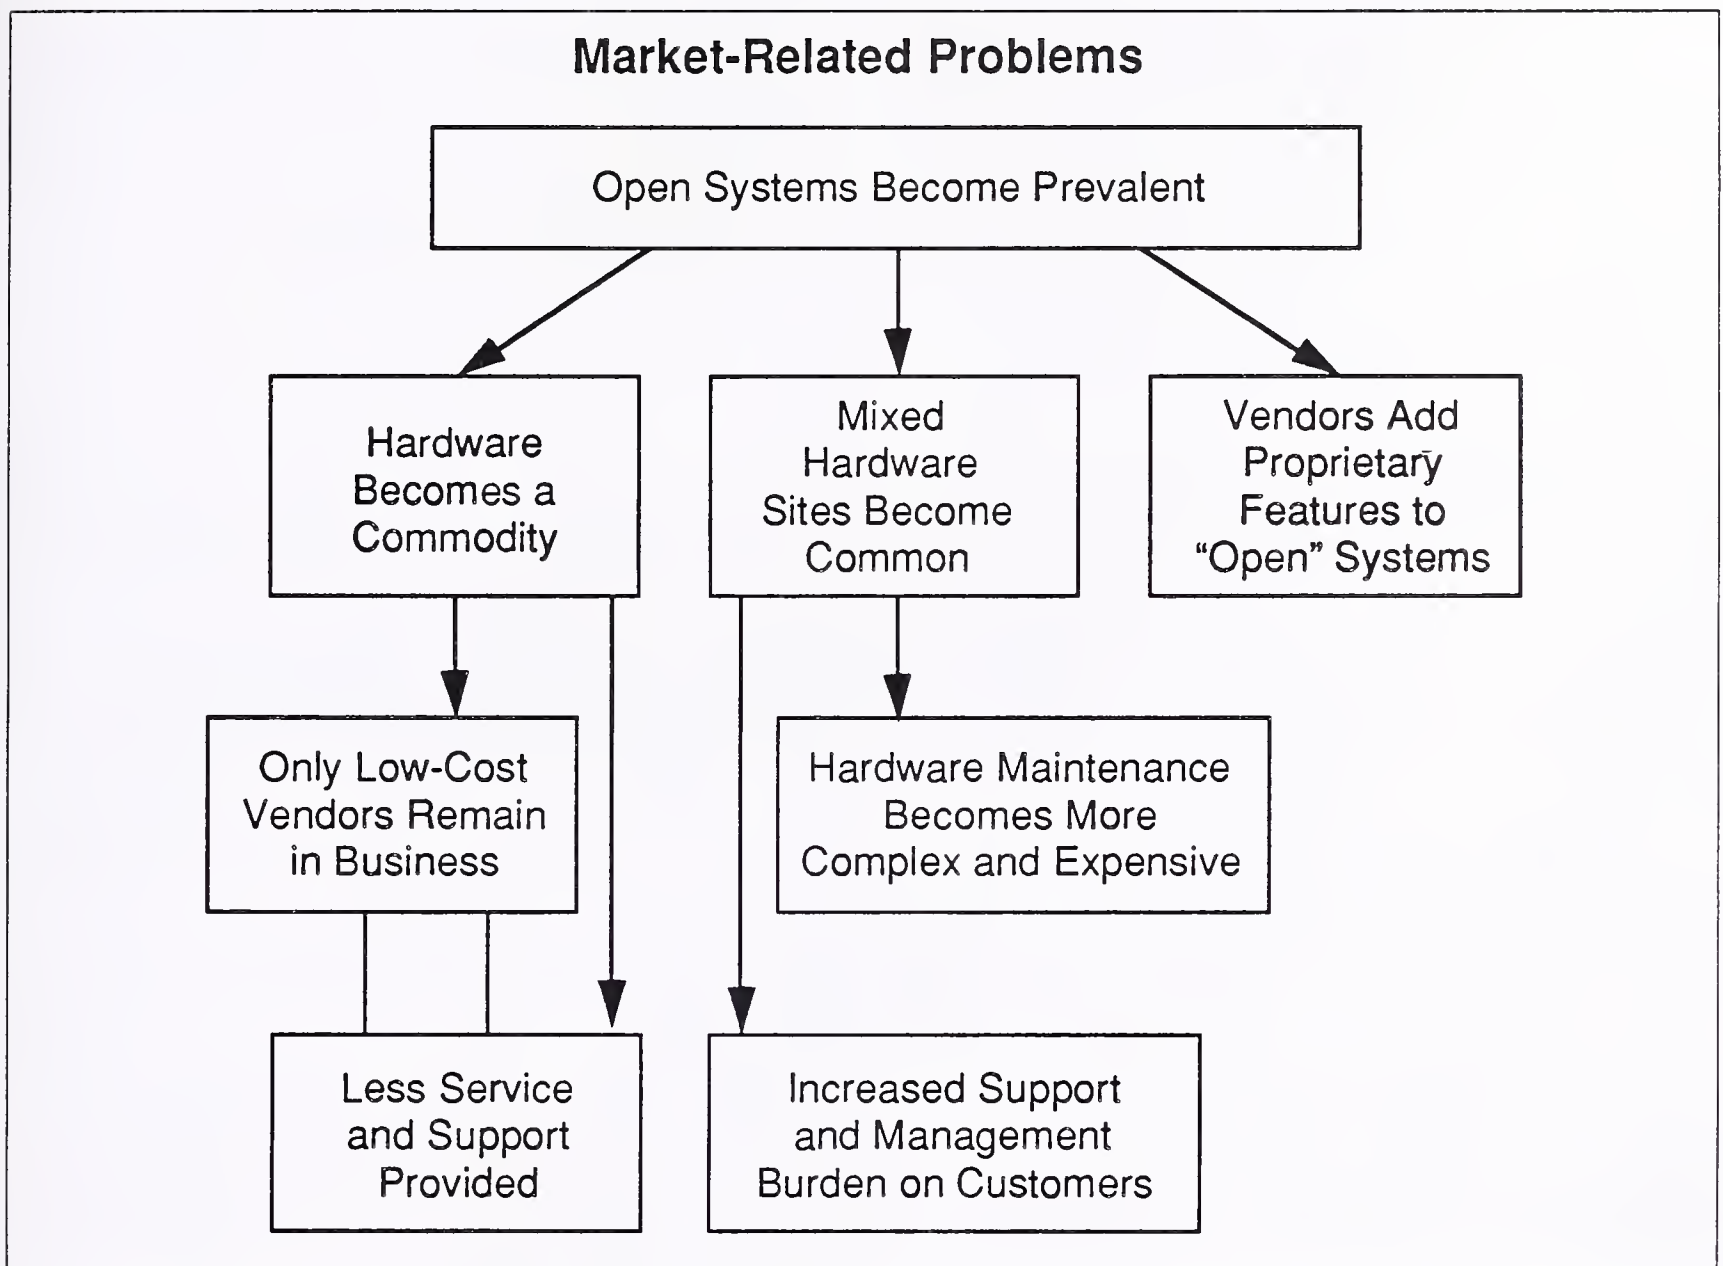 Market-Related Problems
Open Systems Become Prevalent
Hardware
Becomes a
Commodity
Mixed
Hardware
Sites Become
Common
Vendors Add
Proprietary
Features to
“Open” Systems
Only Low-Cost
Vendors Remain
in Business
Hardware Maintenance
Becomes More
Complex and Expensive
Less Service
and Support
Provided
Increased Support
and Management
Burden on Customers